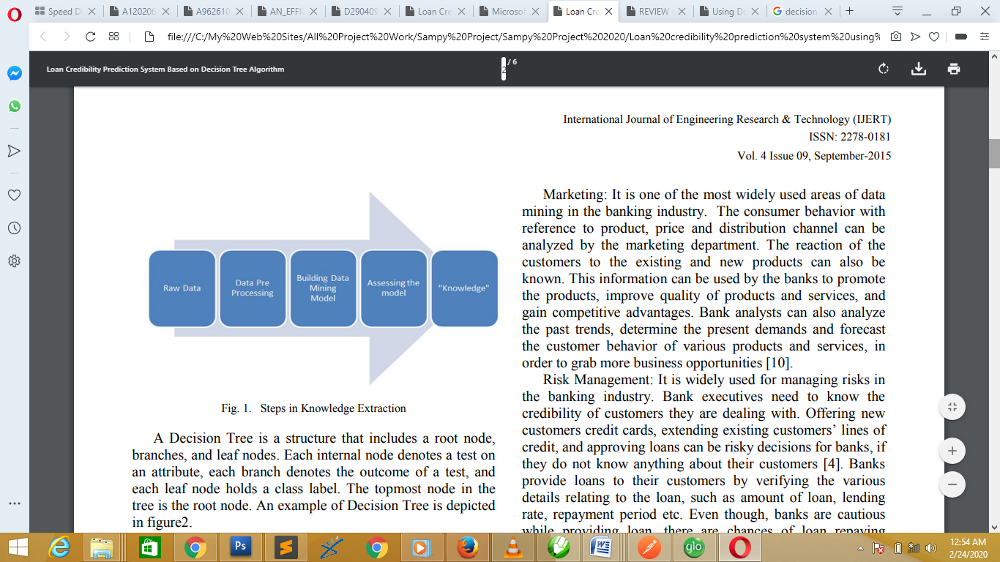 Speed D
A120206
A962610
AN_EFFI
D290409
Loan Cre
Microsof
Loan Cre
REVIEW
Using De
decision
file:///C:/My%20Web%20Sites/All%20Project%20Work/Sampy%20Project/Sampy%20Project%202020/Loan%20credibility%20prediction%20system%20using%
Loan Credibility Prediction System Based on Decision Tree Algorithm
2 / 6
International Journal of Engineering Research & Technology (IJERT)
ISSN: 2278-0181
Vol. 4 Issue 09, September-2015
Raw Data
Data Pre
Processing
Building Data
Mining
Model
Assessing the
model
"Knowledge"
Fig. 1. Steps in Knowledge Extraction
A Decision Tree is a structure that includes a root node,
branches, and leaf nodes. Each internal node denotes a test on
an attribute, each branch denotes the outcome of a test, and
each leaf node holds a class label. The topmost node in the
tree is the root node. An example of Decision Tree is depicted
in figure2.
Marketing: It is one of the most widely used areas of data
mining in the banking industry. The consumer behavior with
reference to product, price and distribution channel can be
analyzed by the marketing department. The reaction of the
customers to the existing and new products can also be
known. This information can be used by the banks to promote
the products, improve quality of products and services, and
gain competitive advantages. Bank analysts can also analyze
the past trends, determine the present demands and forecast
the customer behavior of various products and services, in
order to grab more business opportunities [10].
Risk Management: It is widely used for managing risks in
the banking industry. Bank executives need to know the
credibility of customers they are dealing with. Offering new
customers credit cards, extending existing customers' lines of
credit, and approving loans can be risky decisions for banks, if
they do not know anything about their customers [4]. Banks
provide loans to their customers by verifying the various
details relating to the loan, such as amount of loan, lending
rate, repayment period etc. Even though, banks are cautious
while providing loan, there are chances of loan repaying
Ps
glo
12:54 AM
2/24/2020